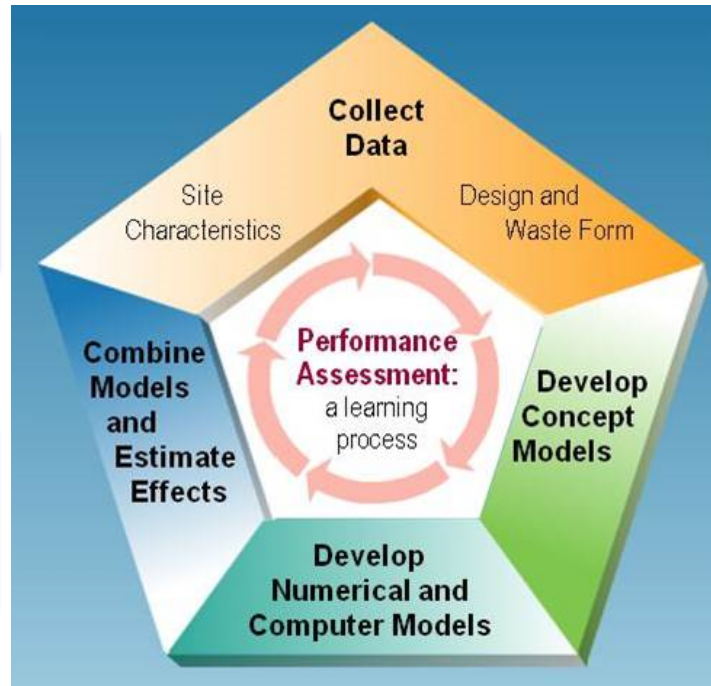 Collect
Data
Site
Characteristics
Design and
Waste Form
Performance
Assessment:
a learning
process
Develop
Concept
Models
Develop
Numerical and
Computer Models
Combine
Models
and
Estimate
Effects